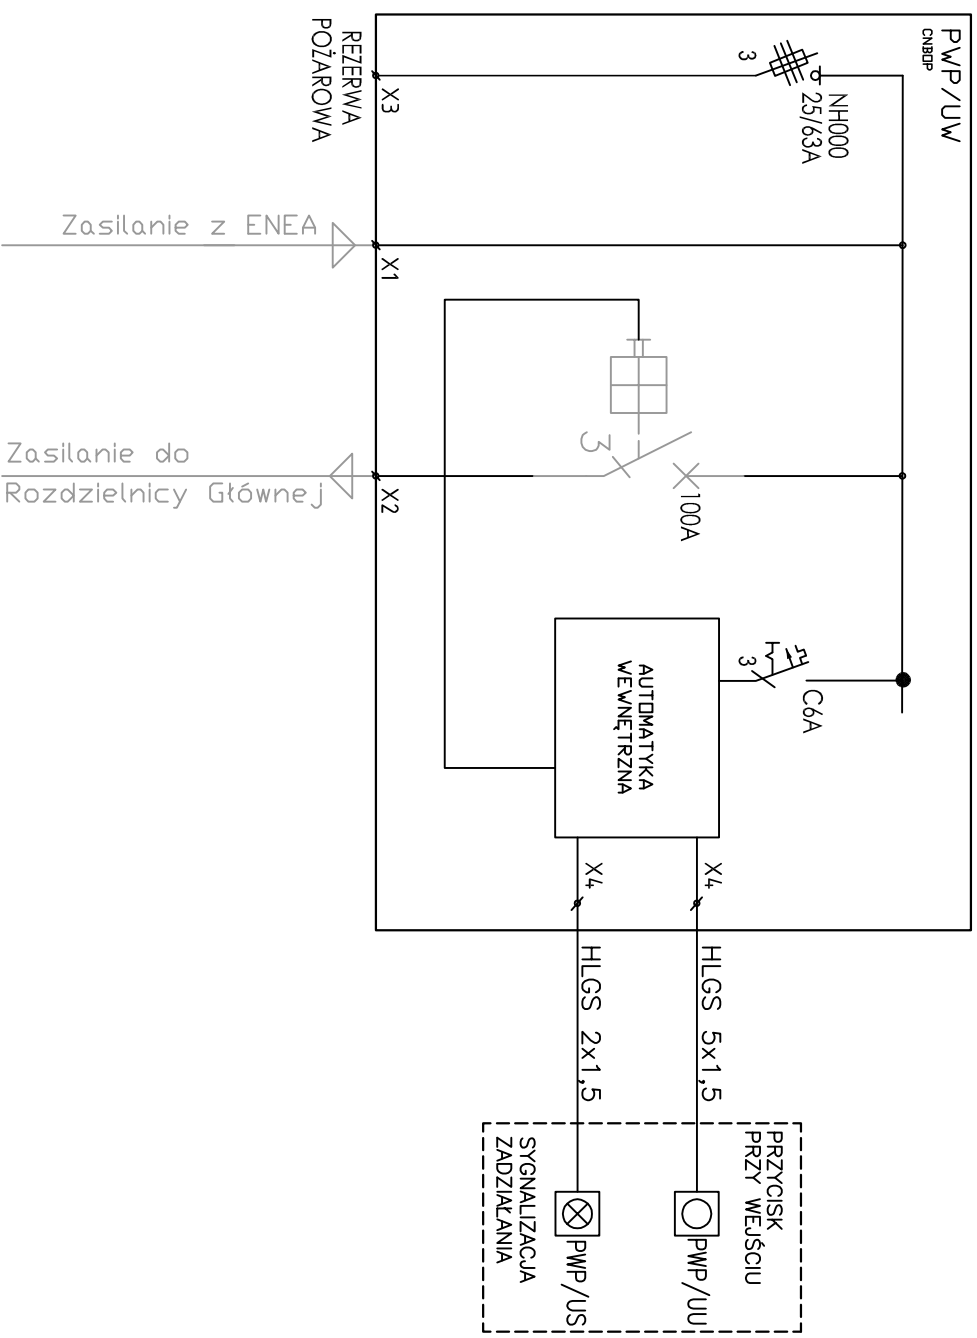 PWP/UW
CNBOP
NH000
25/63A
3
X3
REZERWA
POŻAROWA
Zasilanie z ENEA
X1
3
100A
Zasilanie do
Rozdzielnicy Głównej
X2
C6A
3
AUTOMATYKA
WEWNĘTRZNA
X4
X4
HLGS 5x1,5
HLGS 2x1,5
PRZYCISK
PRZY WEJŚCIU
PWP/UU
PWP/US
SYGNALIZACJA
ZADZIAŁANIA